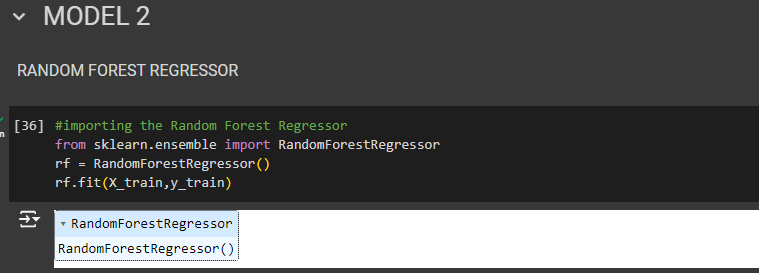 MODEL 2
RANDOM FOREST REGRESSOR
[36] #importing the Random Forest Regressor
from sklearn.ensemble import RandomForestRegressor
rf = RandomForestRegressor()
rf.fit(X_train,y_train)
RandomForestRegressor
RandomForestRegressor()